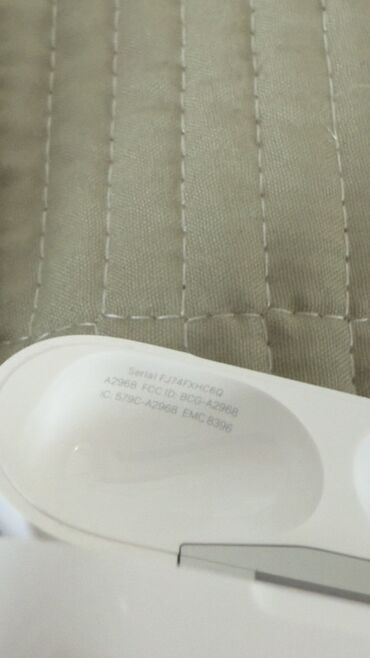 Serial FJ74FXHC6Q
A2968 FCC ID: BCG-A2968
IC: 579C-A2968 EMC 8396